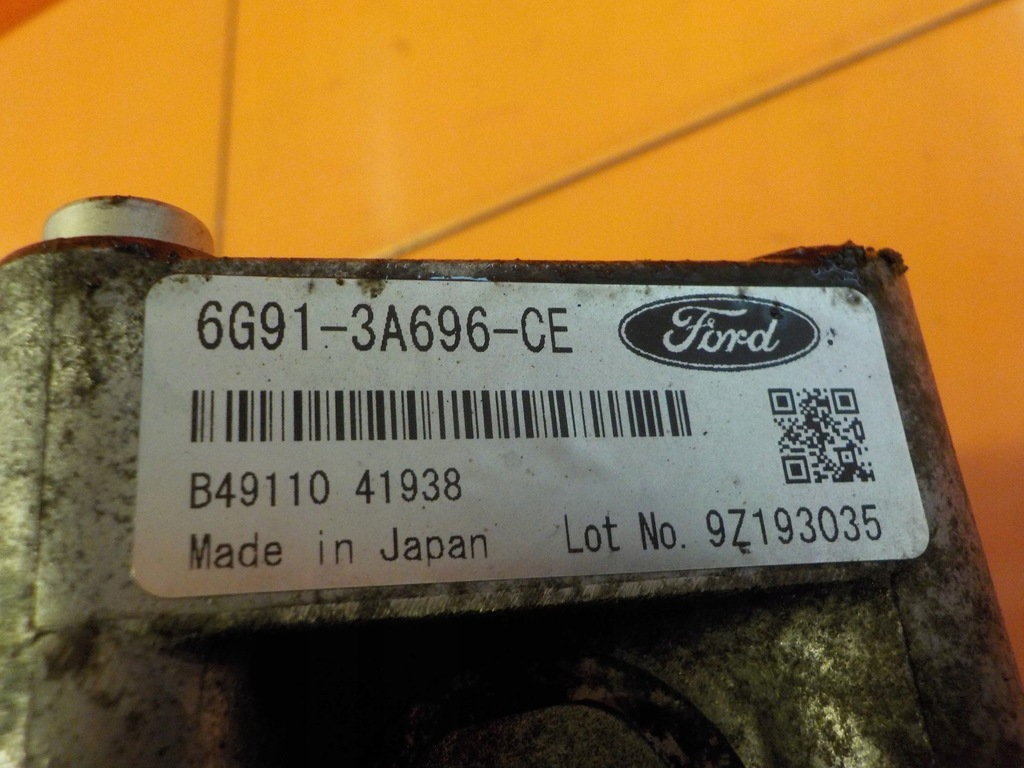 6G91-3A696-CE Ford
B49110 41938
Made in Japan Lot No. 9Z193035